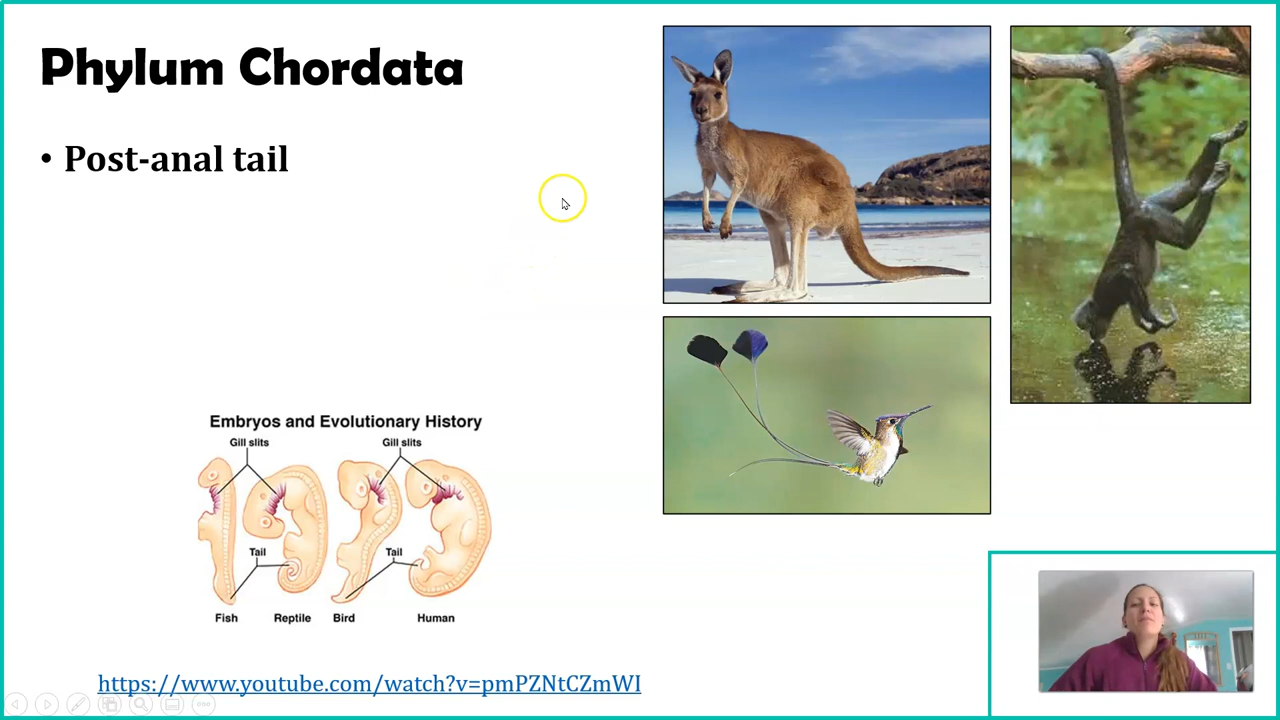 Phylum Chordata
• Post-anal tail
Embryos and Evolutionary History
Gill slits Gill slits
Tail Tail
Fish Reptile Bird Human
https://www.youtube.com/watch?v=pmPZNtCZmWI